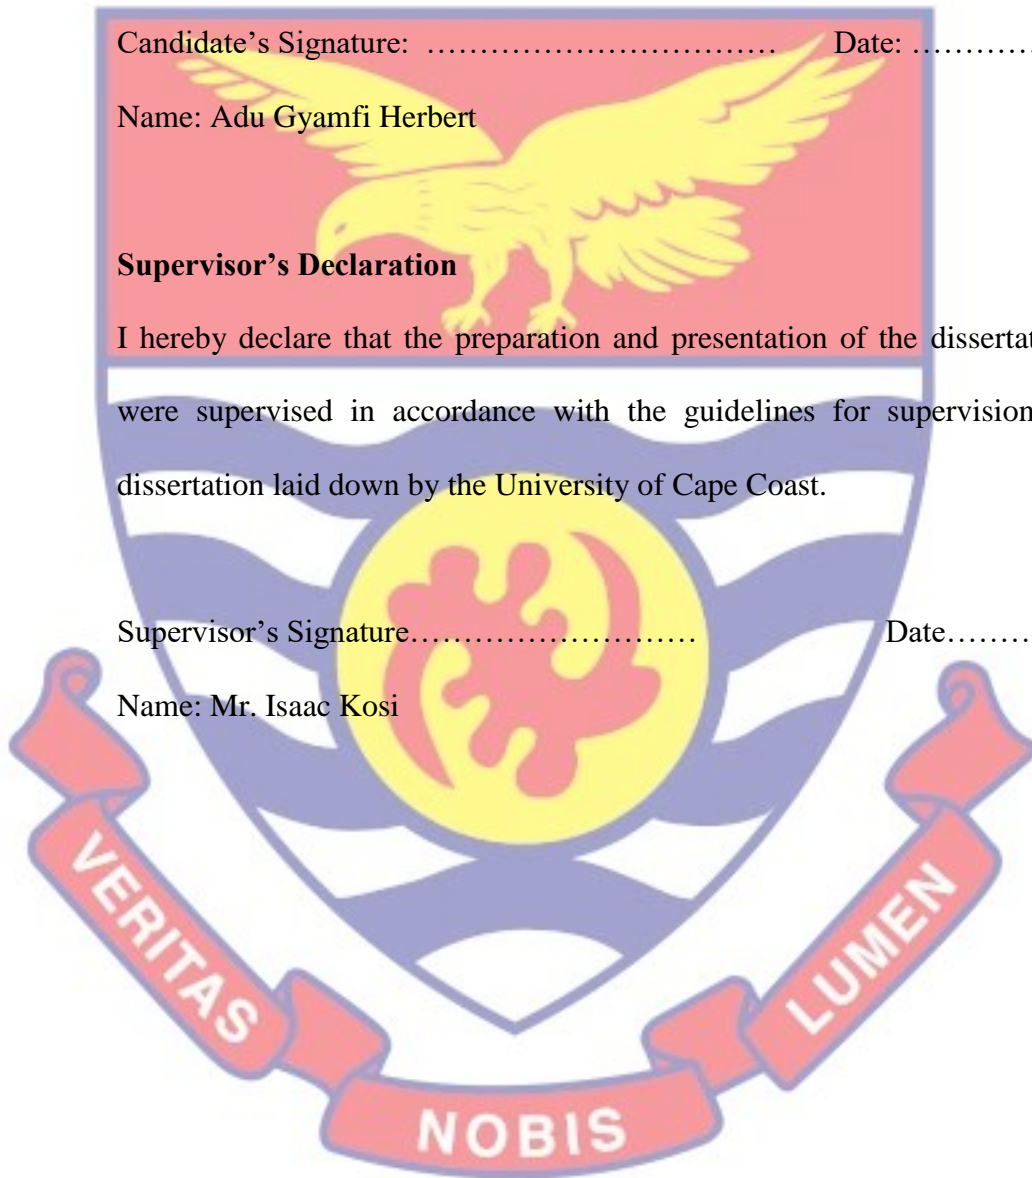 Candidate’s Signature: …………………………… Date: …………
Name: Adu Gyamfi Herbert
Supervisor’s Declaration
I hereby declare that the preparation and presentation of the
were supervised in accordance with the guidelines for supervision
dissertation laid down by the University of Cape Coast.
Supervisor’s Signature……………………… Date………
Name: Mr. Isaac Kosi
VERITAS
NOBIS
LUMEN